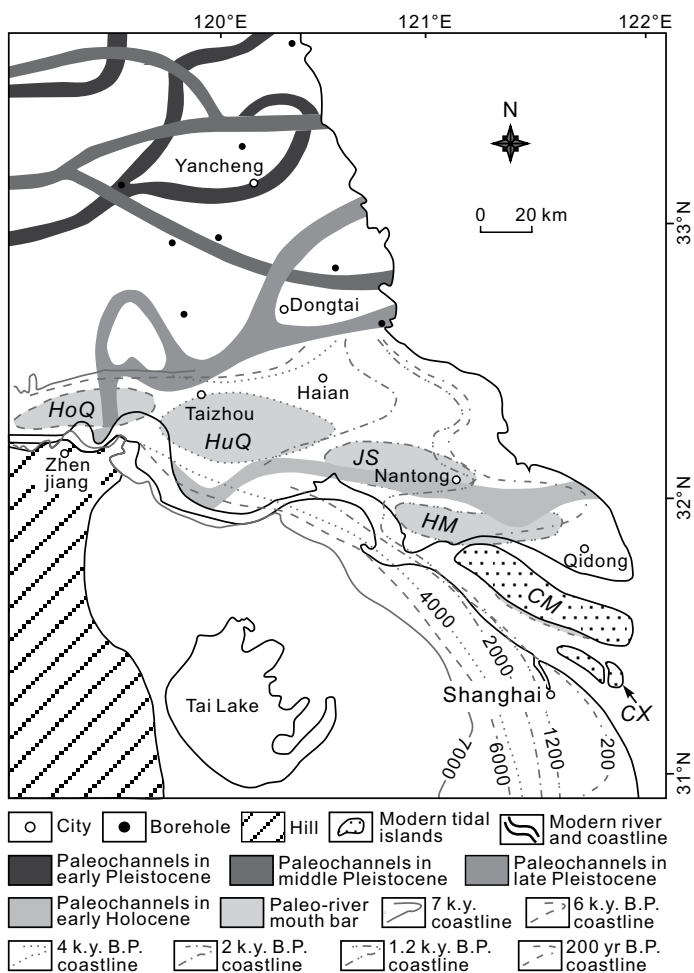 120°E 121°E 122°E
N
Yancheng
0 20 km
33°N
Dongtai
Haian
HoQ
Taizhou
HuQ
JS
Zhen
jiang
Nantong
32°N
HM
Qidong
CM
4000
2000
Shanghai
Tai Lake
CX
7000
6000
1200
200
31°N
City
Borehole
Hill
Modern tidal
islands
Modern river
and coastline
Paleochannels in
early Pleistocene
Paleochannels in
middle Pleistocene
Paleochannels in
late Pleistocene
Paleochannels in
early Holocene
Paleo-river
mouth bar
7 k.y.
coastline
6 k.y. B.P.
coastline
4 k.y. B.P.
coastline
2 k.y. B.P.
coastline
1.2 k.y. B.P.
coastline
200 yr B.P.
coastline